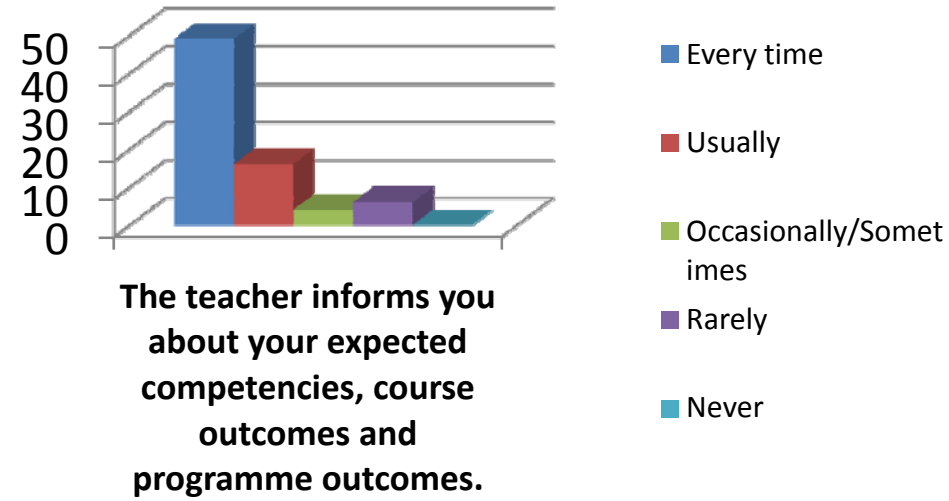 50
40
30
20
10
0
The teacher informs you
about your expected
competencies, course
outcomes and
programme outcomes.
Every time
Usually
Occasionally/Somet
imes
Rarely
Never